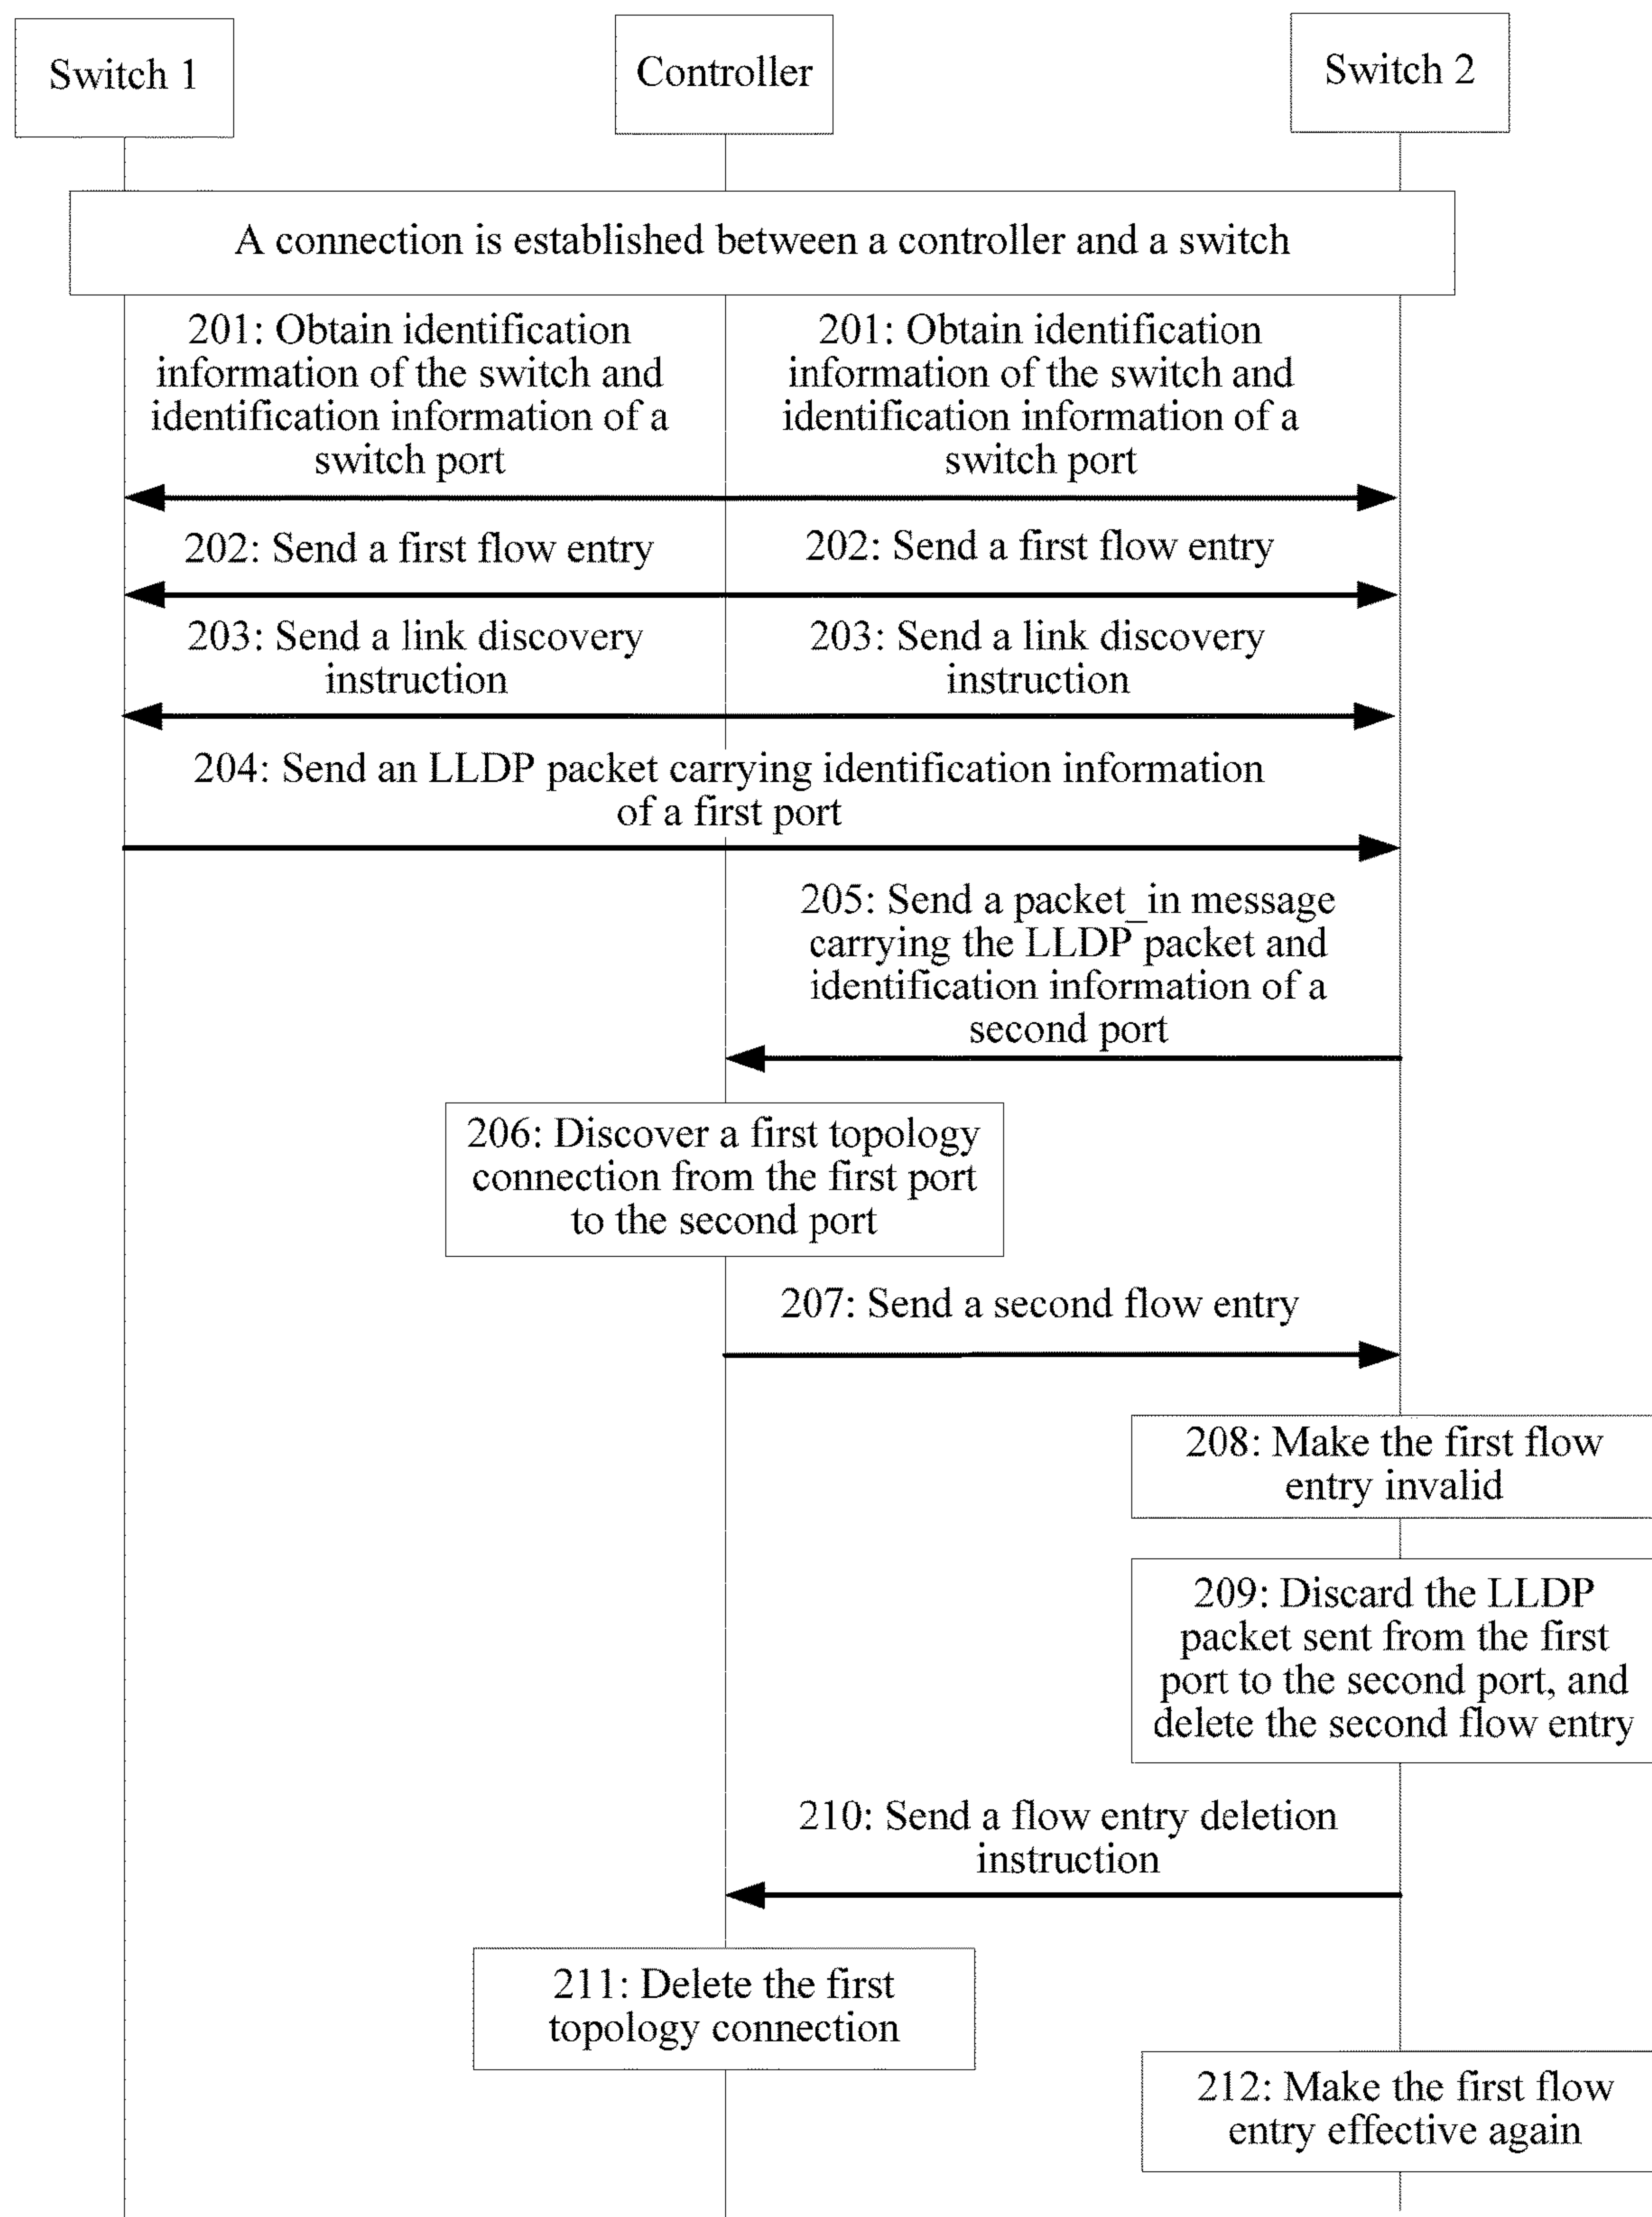 Switch 1
Controller
Switch 2
A connection is established between a controller and a switch
201: Obtain identification
information of the switch and
identification information of a
switch port
201: Obtain identification
information of the switch and
identification information of a
switch port
202: Send a first flow entry
202: Send a first flow entry
203: Send a link discovery
instruction
203: Send a link discovery
instruction
204: Send an LLDP packet carrying identification information
of a first port
205: Send a packet_in message
carrying the LLDP packet and
identification information of a
second port
206: Discover a first topology
connection from the first port
to the second port
207: Send a second flow entry
208: Make the first flow
entry invalid
209: Discard the LLDP
packet sent from the first
port to the second port, and
delete the second flow entry
210: Send a flow entry deletion
instruction
211: Delete the first
topology connection
212: Make the first flow
entry effective again